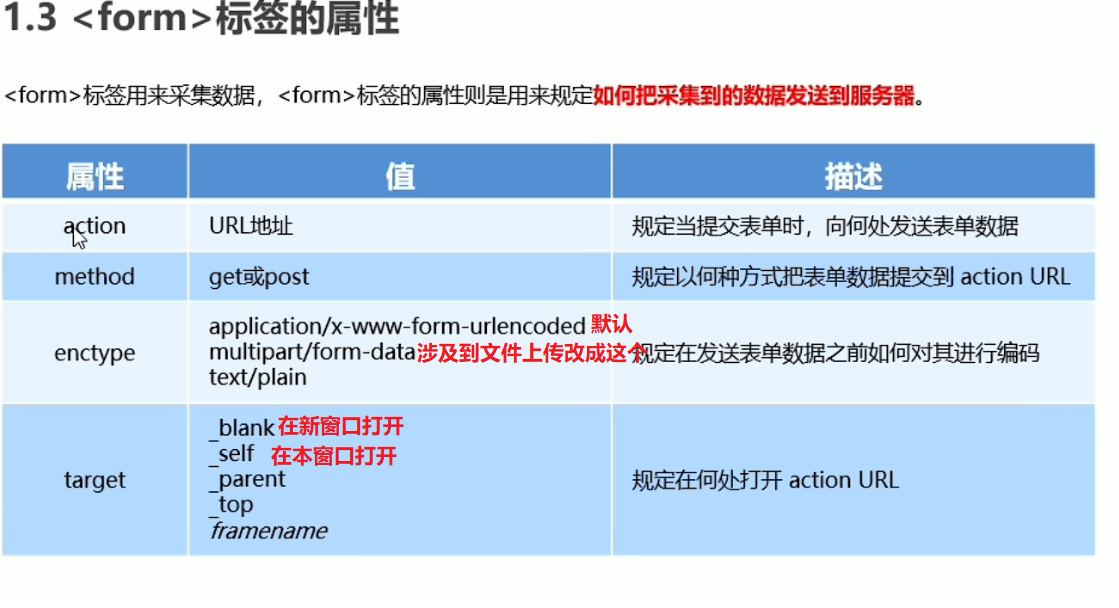 1.3 <form>标签的属性
<form>标签用来采集数据，<form>标签的属性则是用来规定如何把采集到的数据发送到服务器。
属性 值 描述
action URL地址 规定当提交表单时，向何处发送表单数据
method get或post 规定以何种方式把表单数据提交到 action URL
application/x-www-form-urlencoded 默认
enctype multipart/form-data 涉及到文件上传改成这个 规定在发送表单数据之前如何对其进行编码
text/plain
_blank 在新窗口打开
_self 在本窗口打开
target _parent 规定在何处打开 action URL
_top
framename